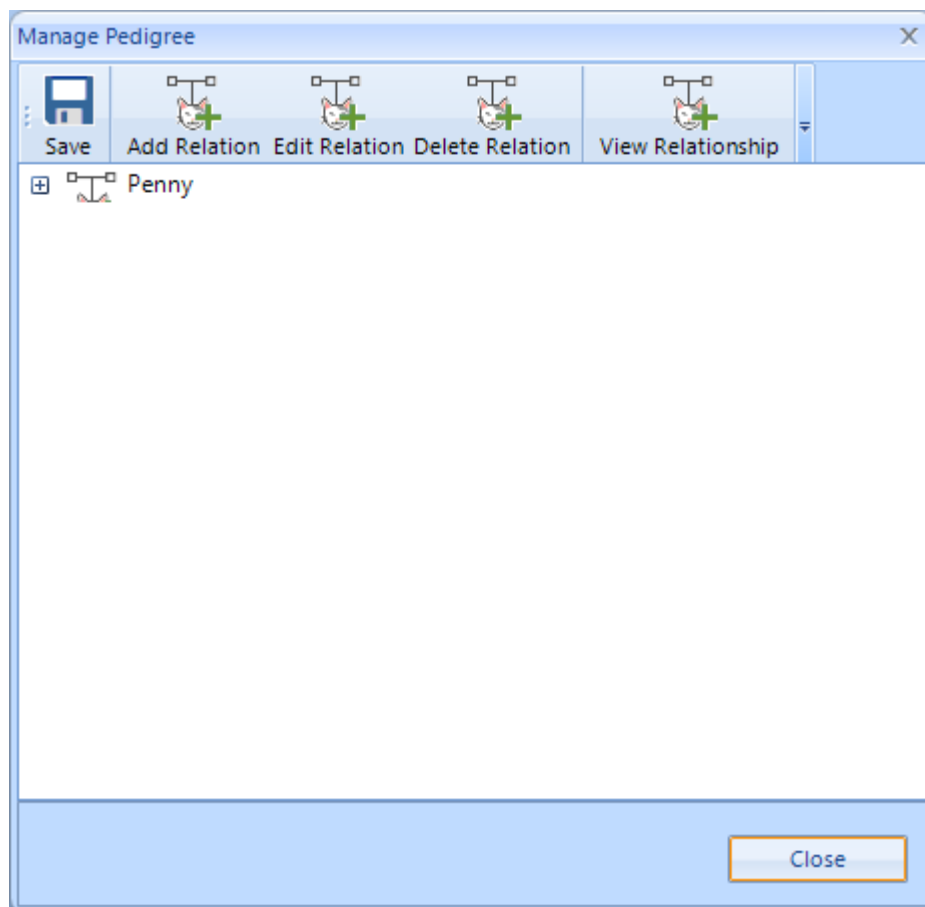 Manage Pedigree
Save Add Relation Edit Relation Delete Relation View Relationship
Penny
Close